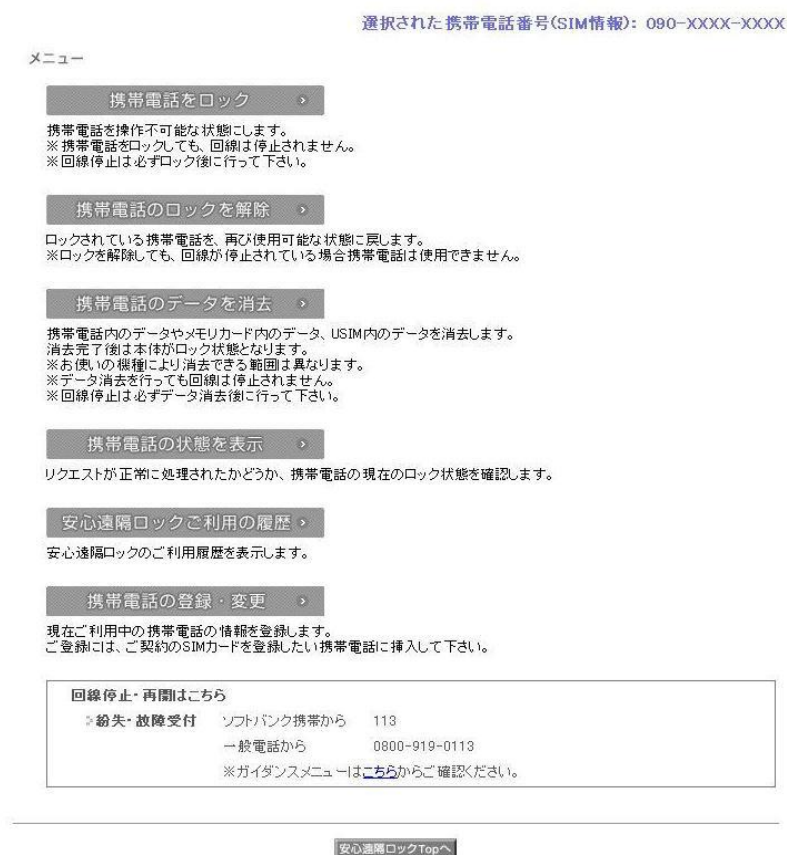 選択された携帯電話番号(SIM情報): 090-XXXX-XXXX
メニュー
携帯電話をロック
携帯電話を操作不可能な状態にします。
※携帯電話をロックしても、回線は停止されません。
※回線停止は必ずロック後に行って下さい。
携帯電話のロックを解除
ロックされている携帯電話を、再び使用可能な状態に戻します。
※ロックを解除しても、回線が停止されている場合携帯電話は使用できません。
携帯電話のデータを消去
携帯電話内のデータやメモリカード内のデータ、USIM内のデータを消去します。
消去完了後は本体がロック状態となります。
※お使いの機種により消去できる範囲は異なります。
※データ消去を行っても回線は停止されません。
※回線停止は必ずデータ消去後に行って下さい。
携帯電話の状態を表示
リクエストが正常に処理されたかどうか、携帯電話の現在のロック状態を確認します。
安心遠隔ロックご利用の履歴
安心遠隔ロックのご利用履歴を表示します。
携帯電話の登録・変更
現在ご利用中の携帯電話の情報を登録します。
ご登録には、ご契約のSIMカードを登録したい携帯電話に挿入して下さい。
回線停止・再開はこちら
紛失・故障受付 ソフトバンク携帯から 113
一般電話から 0800-919-0113
※ガイダンスメニューはこちらからご確認ください。
安心遠隔ロックTopへ